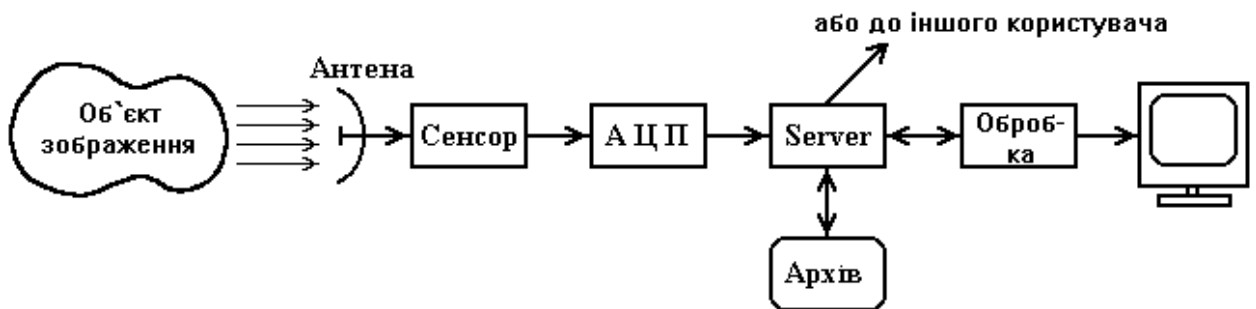 або до іншого користувача
Антена
Об`єкт
зображення
Сенсор
А Ц П
Server
Оброб-
ка
Архів